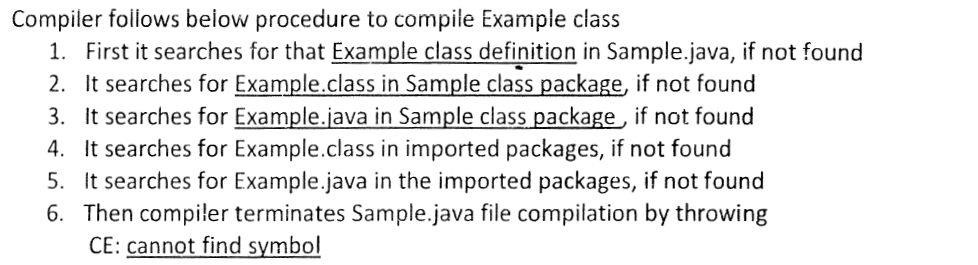 Compiler follows below procedure to compile Example class
1. First it searches for that Example class definition in Sample.java, if not found
2. It searches for Example.class in Sample class package, if not found
3. It searches for Example.java in Sample class package , if not found
4. It searches for Example.class in imported packages, if not found
5. It searches for Example.java in the imported packages, if not found
6. Then compiler terminates Sample.java file compilation by throwing
CE: cannot find symbol